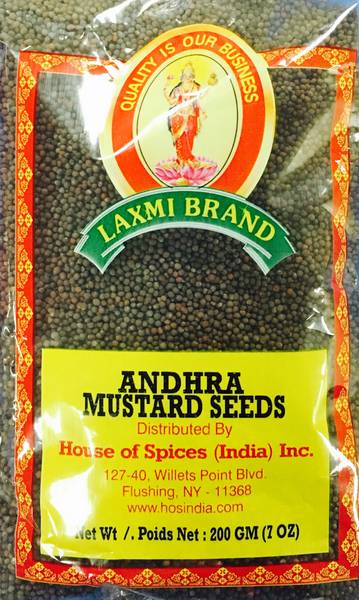 QUALITY IS OUR BUSINESS
LAXMI BRAND
ANDHRA
MUSTARD SEEDS
Distributed By
House of Spices (India) Inc.
127-40, Willets Point Blvd.
Flushing, NY - 11368
www.hosindia.com
Net Wt /. Poids Net : 200 GM (7 OZ)